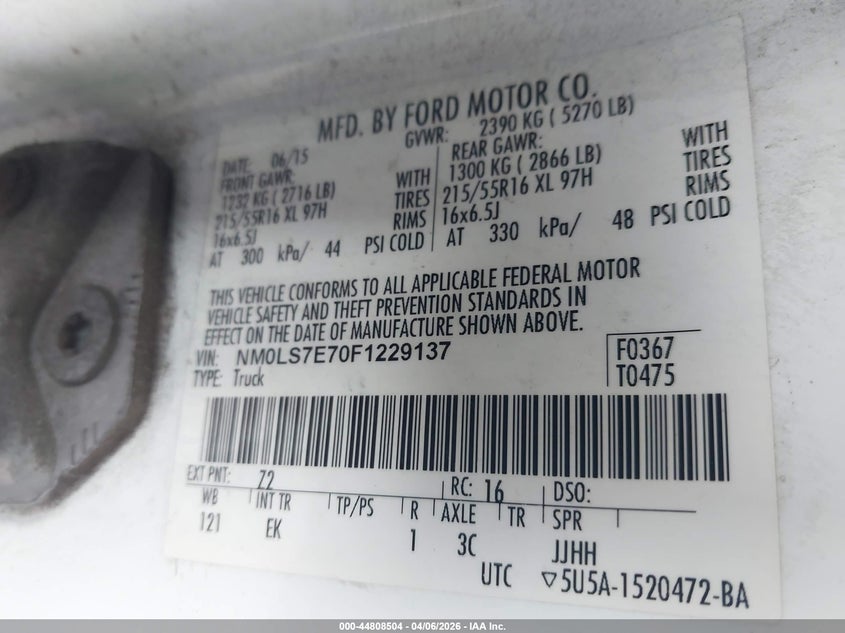 MFD. BY FORD MOTOR CO.
DATE: 06/15 GVWR: 2390 KG ( 5270 LB)
FRONT GAWR: REAR GAWR: WITH
1232 KG ( 2716 LB) WITH 1300 KG ( 2866 LB) TIRES
215/55R16 XL 97H TIRES 215/55R16 XL 97H RIMS
16x6.5J RIMS 16x6.5J
AT 300 kPa/ 44 PSI COLD AT 330 kPa/ 48 PSI COLD
THIS VEHICLE CONFORMS TO ALL APPLICABLE FEDERAL MOTOR
VEHICLE SAFETY AND THEFT PREVENTION STANDARDS IN
EFFECT ON THE DATE OF MANUFACTURE SHOWN ABOVE.
VIN: NM0LS7E70F1229137 F0367
TYPE: Truck T0475
EXT PNT: Z2 RC: 16 DSO:
WB INT TR TP/PS R AXLE TR SPR
121 EK 1 3C JJHH
UTC ▽5U5A-1520472-BA
000-44808504 - 04/06/2026 - IAA Inc.